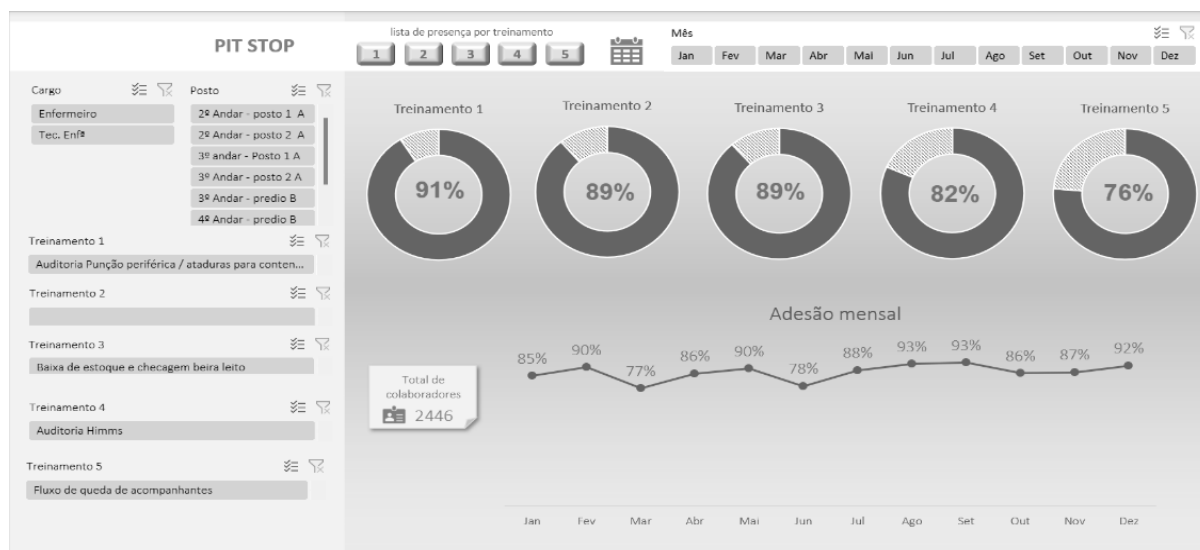 PIT STOP
lista de presença por treinamento
1 2 3 4 5
Mês
Jan Fev Mar Abr Mai Jun Jul Ago Set Out Nov Dez
Cargo
Enfermeiro
Tec. Enfª
Posto
2º Andar - posto 1 A
2º Andar - posto 2 A
3º andar - Posto 1 A
3º Andar - posto 2 A
3º Andar - predio B
4º Andar - predio B
Treinamento 1
Auditoria Punção periférica / ataduras para conten...
Treinamento 2
Treinamento 3
Baixa de estoque e checagem beira leito
Treinamento 4
Auditoria Himms
Treinamento 5
Fluxo de queda de acompanhantes
Treinamento 1 Treinamento 2 Treinamento 3 Treinamento 4 Treinamento 5
91% 89% 89% 82% 76%
Adesão mensal
85% 90% 77% 86% 90% 78% 88% 93% 93% 86% 87% 92%
Total de
colaboradores
2446
Jan Fev Mar Abr Mai Jun Jul Ago Set Out Nov Dez